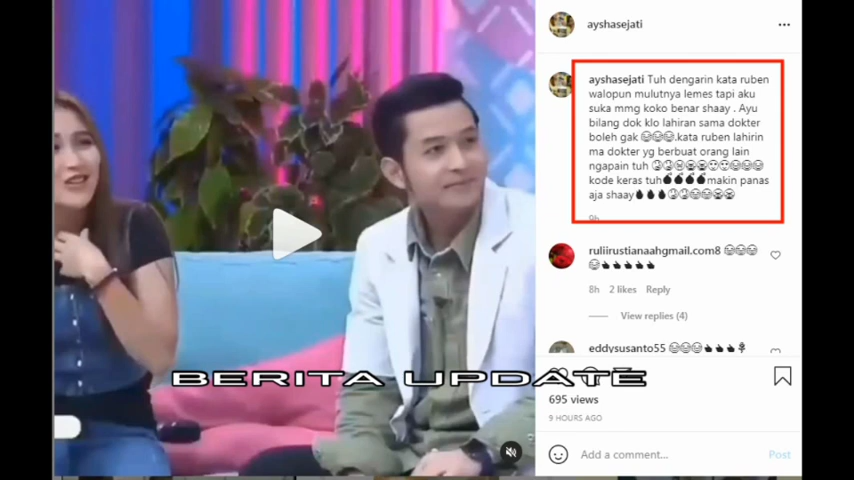 ayshasejati
ayshasejati Tuh dengarin kata ruben
walopun mulutnya lemes tapi aku
suka mmg koko benar shaay . Ayu
bilang dok klo lahiran sama dokter
boleh gak 😂😂😂.kata ruben lahirin
ma dokter yg berbuat orang lain
ngapain tuh
kode keras tuh makin panas
aja shaay
9h
ruliirustianaahgmail.com8
8h 2 likes Reply
View replies (4)
eddysusanto55
BERITA UPDATE
695 views
9 HOURS AGO
Add a comment... Post